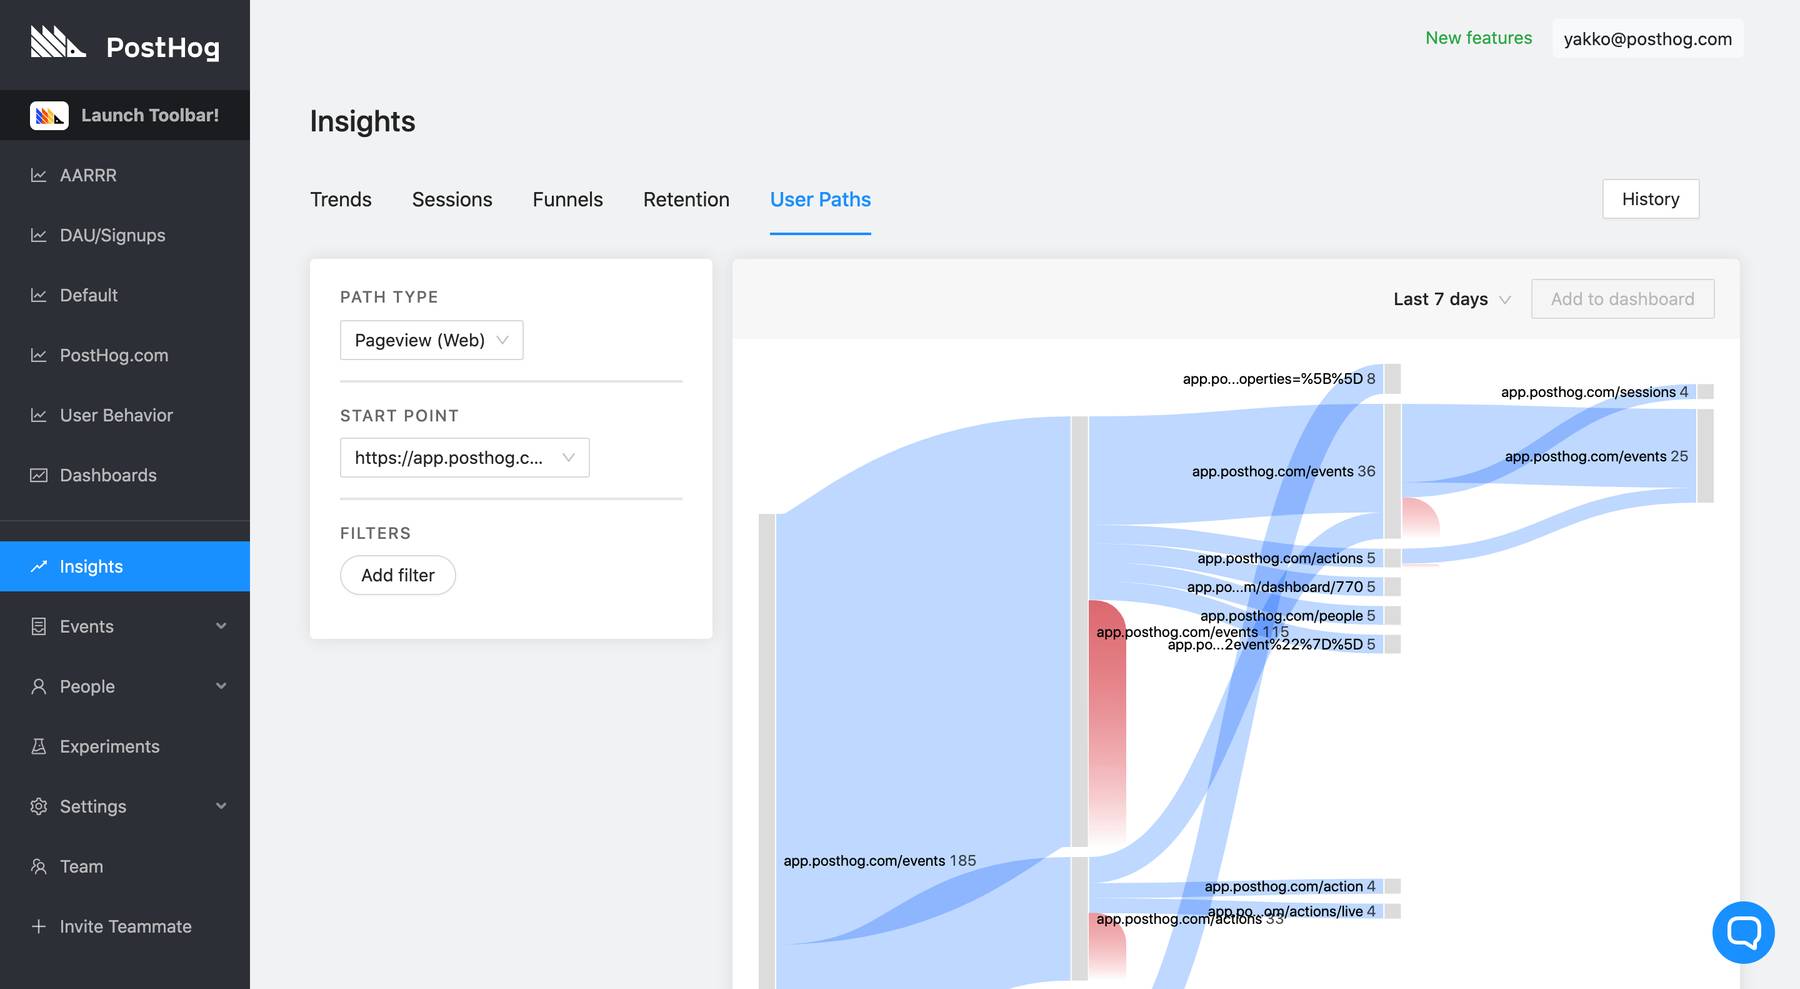 PostHog
Launch Toolbar!
AARRR
DAU/Signups
Default
PostHog.com
User Behavior
Dashboards
Insights
Events
People
Experiments
Settings
Team
Invite Teammate
New features
yakko@posthog.com
Insights
Trends
Sessions
Funnels
Retention
User Paths
History
PATH TYPE
Pageview (Web)
START POINT
https://app.posthog.c...
FILTERS
Add filter
Last 7 days
Add to dashboard
app.po...operties=%5B%5D 8
app.posthog.com/sessions 4
app.posthog.com/events 25
app.posthog.com/events 36
app.posthog.com/actions 5
app.po...m/dashboard/770 5
app.posthog.com/people 5
app.posthog.com/events 115
app.po...2event%22%7D%5D 5
app.posthog.com/events 185
app.posthog.com/action 4
app.po...om/actions/live 4
app.posthog.com/actions 33